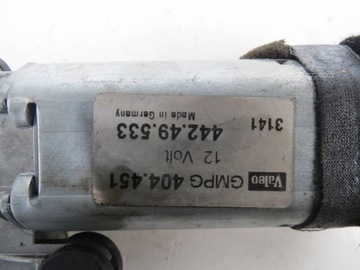 Valeo
GMPG 404.451
12 Volt
442.49.533
Made in Germany
3141